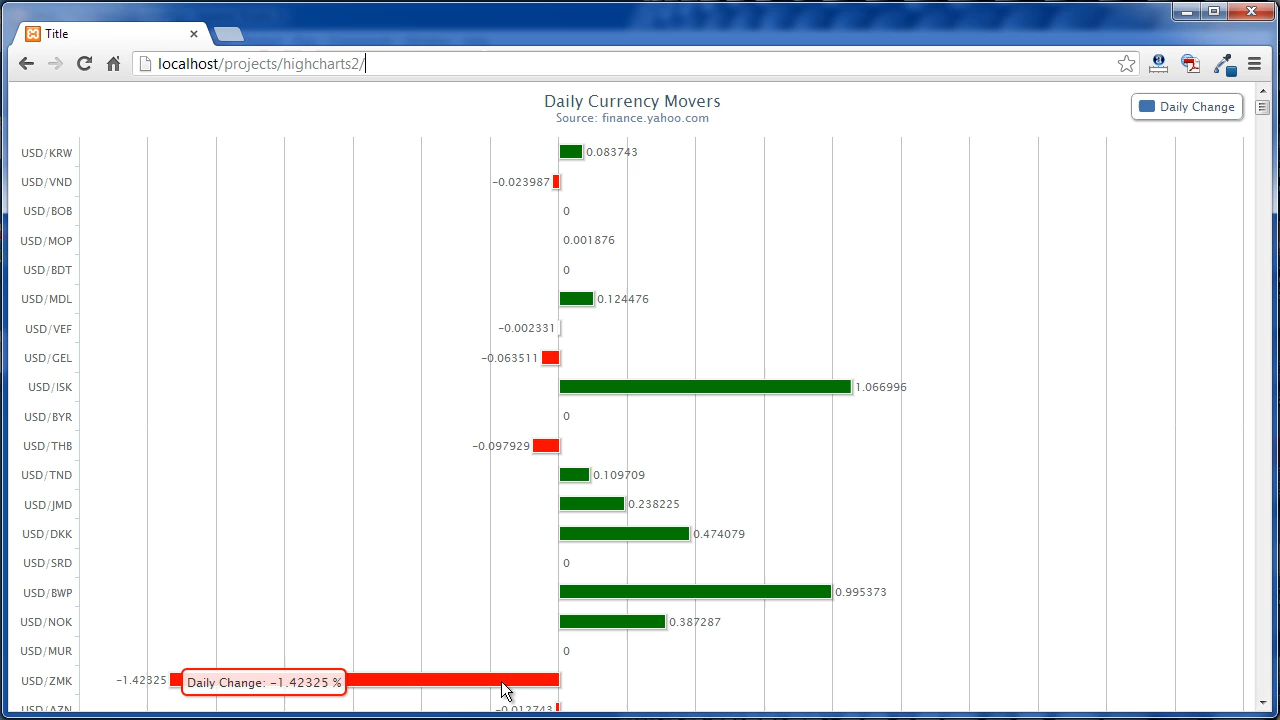 Title
localhost/projects/highcharts2/
Daily Currency Movers
Source: finance.yahoo.com
Daily Change
USD/KRW 0.083743
USD/VND −0.023987
USD/BOB 0
USD/MOP 0.001876
USD/BDT 0
USD/MDL 0.124476
USD/VEF −0.002331
USD/GEL −0.063511
USD/ISK 1.066996
USD/BYR 0
USD/THB −0.097929
USD/TND 0.109709
USD/JMD 0.238225
USD/DKK 0.474079
USD/SRD 0
USD/BWP 0.995373
USD/NOK 0.387287
USD/MUR 0
USD/ZMK −1.42325 Daily Change: −1.42325 %
USD/AZN −0.012743